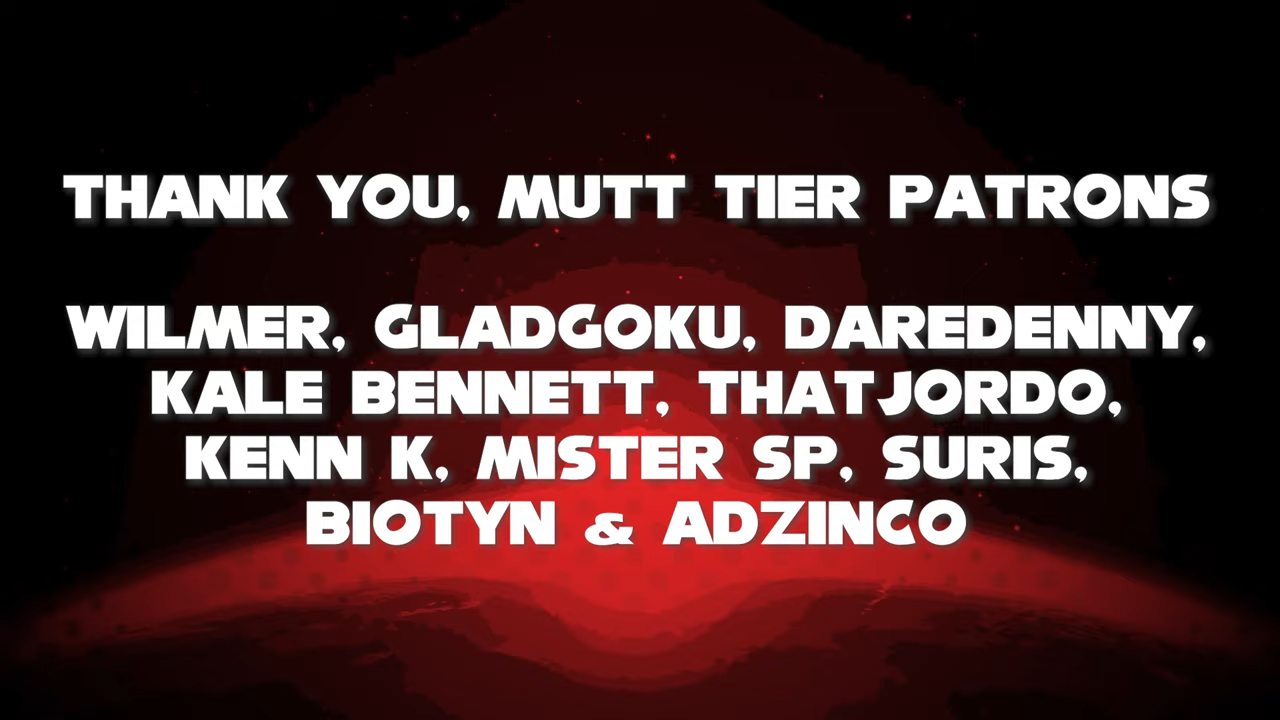 THANK YOU, MUTT TIER PATRONS
WILMER, GLADGOKU, DAREDENNY,
KALE BENNETT, THATJORDO,
KENN K, MISTER SP, SURIS,
BIOTYN & ADZINCO